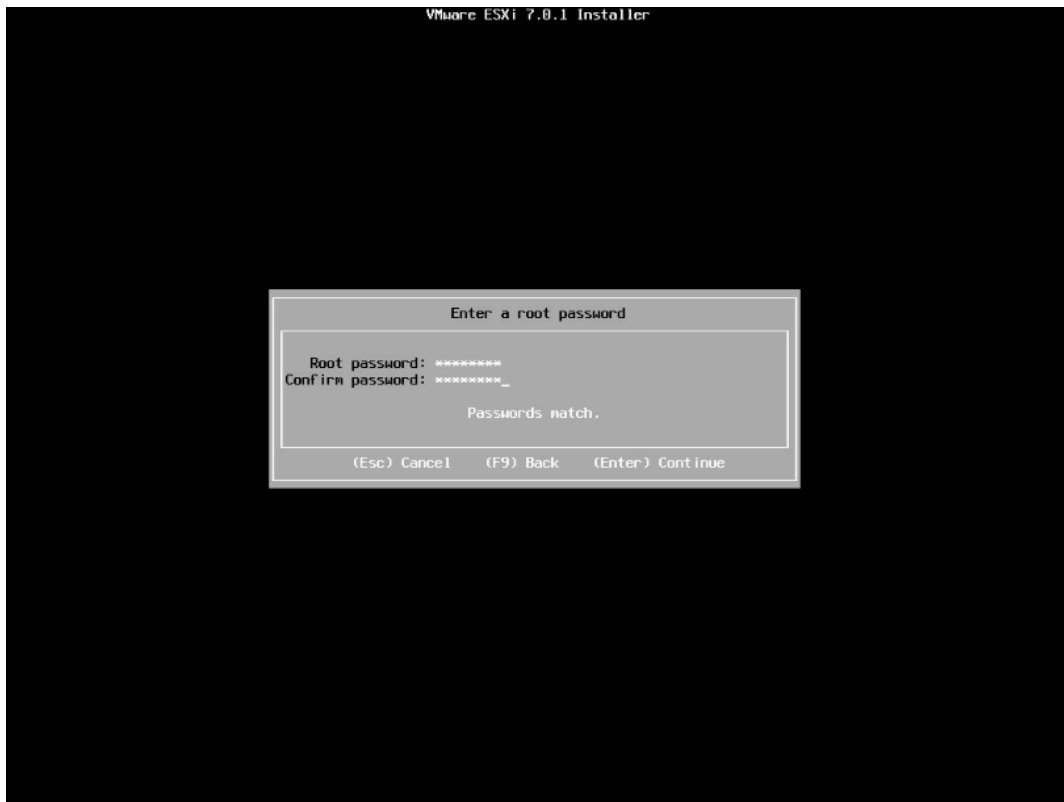 VMware ESXi 7.0.1 Installer
Enter a root password
Root password: ********
Confirm password: ********_
Passwords match.
(Esc) Cancel (F9) Back (Enter) Continue